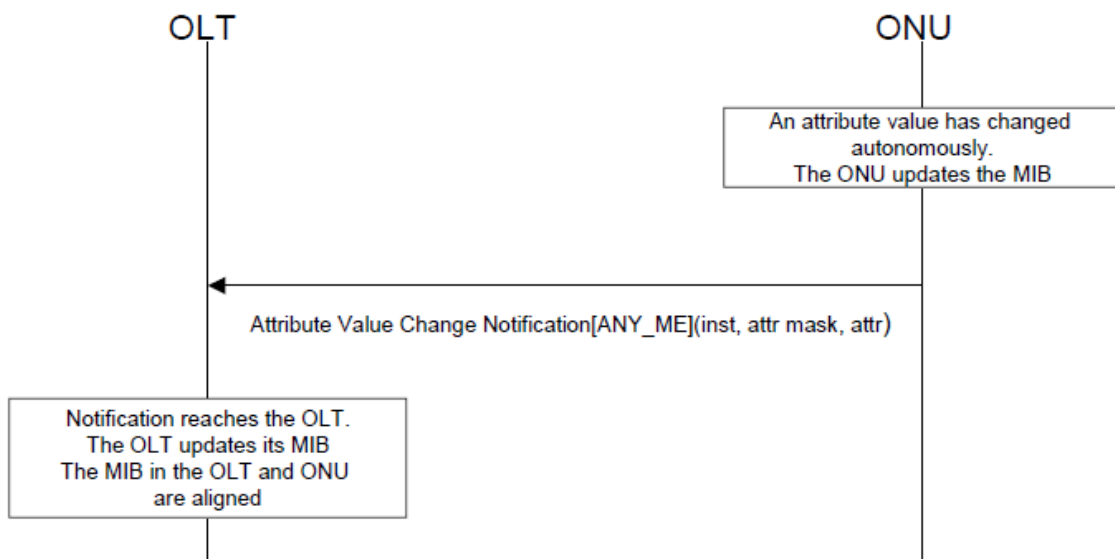 OLT
ONU
An attribute value has changed
autonomously.
The ONU updates the MIB
Attribute Value Change Notification[ANY_ME](inst, attr mask, attr)
Notification reaches the OLT.
The OLT updates its MIB
The MIB in the OLT and ONU
are aligned